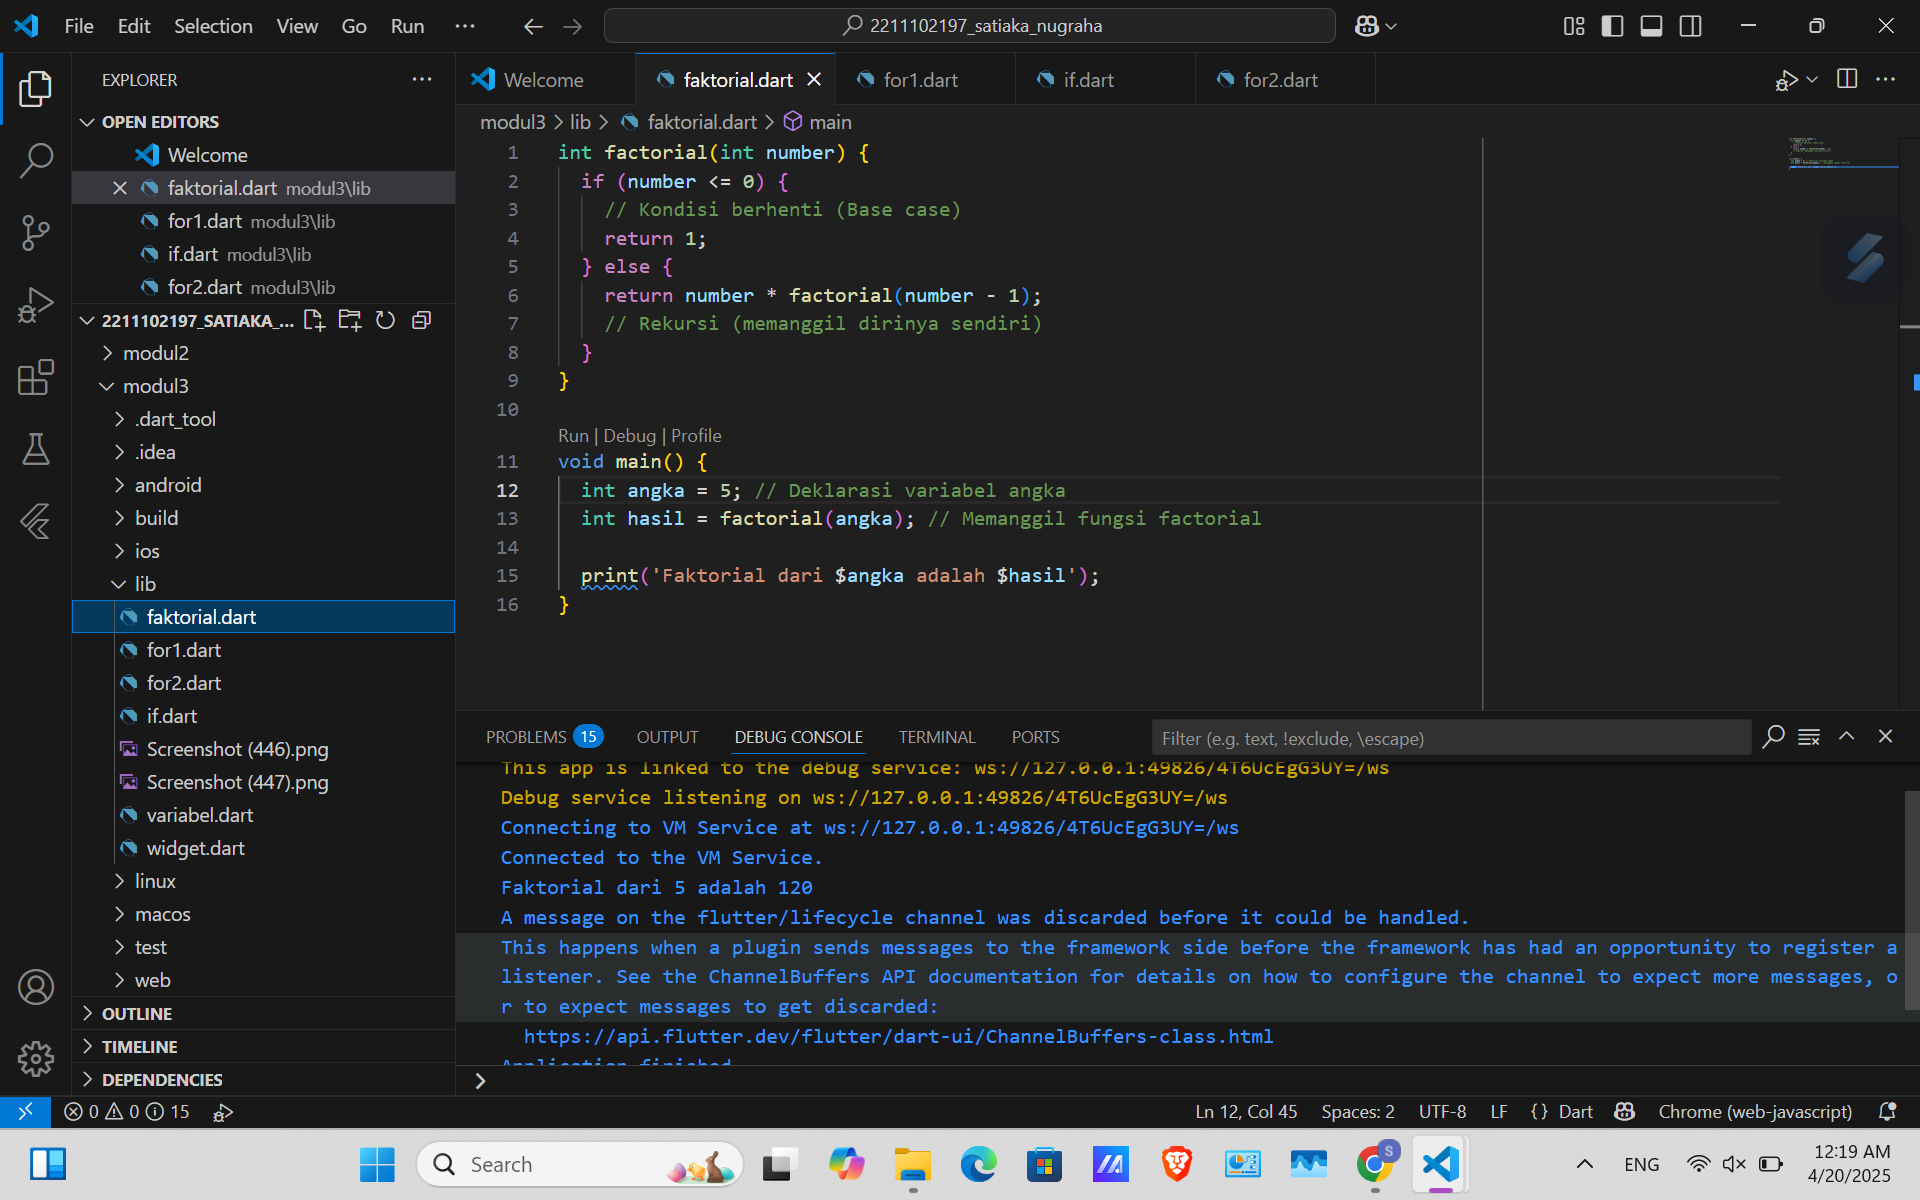 File Edit Selection View Go Run ···
2211102197_satiaka_nugraha
EXPLORER
OPEN EDITORS
Welcome
faktorial.dart modul3\lib
for1.dart modul3\lib
if.dart modul3\lib
for2.dart modul3\lib
2211102197_SATIAKA_...
modul2
modul3
.dart_tool
.idea
android
build
ios
lib
faktorial.dart
for1.dart
for2.dart
if.dart
Screenshot (446).png
Screenshot (447).png
variabel.dart
widget.dart
linux
macos
test
web
OUTLINE
TIMELINE
DEPENDENCIES
Welcome faktorial.dart for1.dart if.dart for2.dart
modul3 > lib > faktorial.dart > main
1 int factorial(int number) {
2 if (number <= 0) {
3 // Kondisi berhenti (Base case)
4 return 1;
5 } else {
6 return number * factorial(number - 1);
7 // Rekursi (memanggil dirinya sendiri)
8 }
9 }
10
Run | Debug | Profile
11 void main() {
12 int angka = 5; // Deklarasi variabel angka
13 int hasil = factorial(angka); // Memanggil fungsi factorial
14
15 print('Faktorial dari $angka adalah $hasil');
16 }
PROBLEMS 15 OUTPUT DEBUG CONSOLE TERMINAL PORTS
Filter (e.g. text, !exclude, \escape)
This app is linked to the debug service: ws://127.0.0.1:49826/4T6UcEgG3UY=/ws
Debug service listening on ws://127.0.0.1:49826/4T6UcEgG3UY=/ws
Connecting to VM Service at ws://127.0.0.1:49826/4T6UcEgG3UY=/ws
Connected to the VM Service.
Faktorial dari 5 adalah 120
A message on the flutter/lifecycle channel was discarded before it could be handled.
This happens when a plugin sends messages to the framework side before the framework has had an opportunity to register a
listener. See the ChannelBuffers API documentation for details on how to configure the channel to expect more messages, o
r to expect messages to get discarded:
https://api.flutter.dev/flutter/dart-ui/ChannelBuffers-class.html
Application finished
0 0 15
Ln 12, Col 45 Spaces: 2 UTF-8 LF {} Dart Chrome (web-javascript)
Search
S
ENG
12:19 AM
4/20/2025